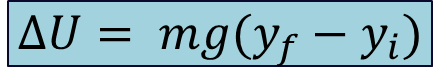 ΔU = mg(y_f − y_i)